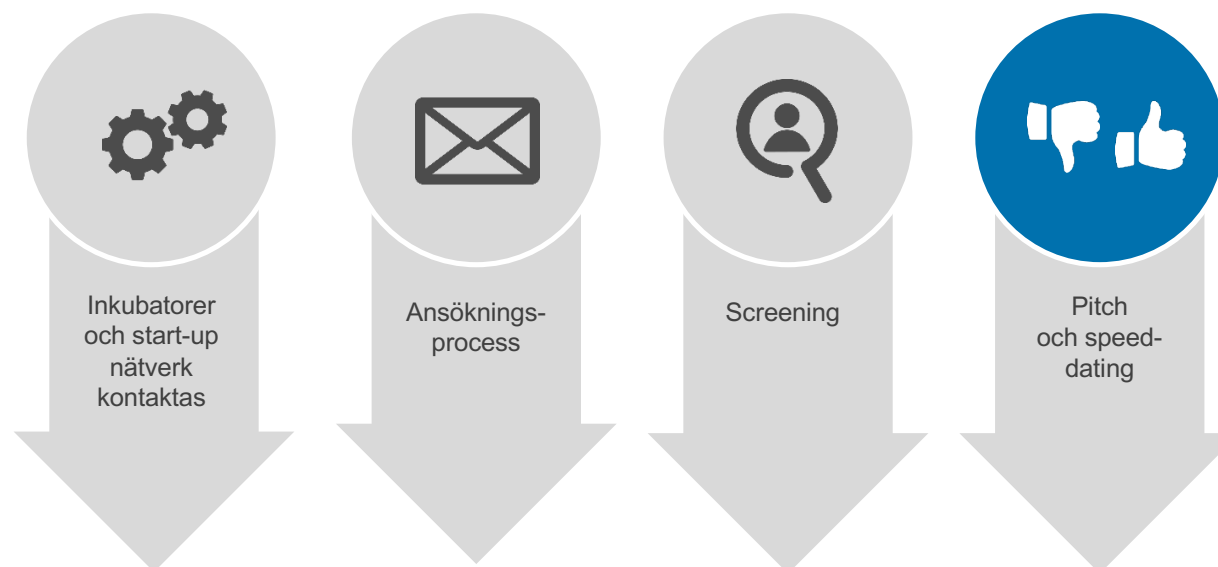 Inkubatorer
och start-up
nätverk
kontaktas
Ansöknings-
process
Screening
Pitch
och speed-
dating